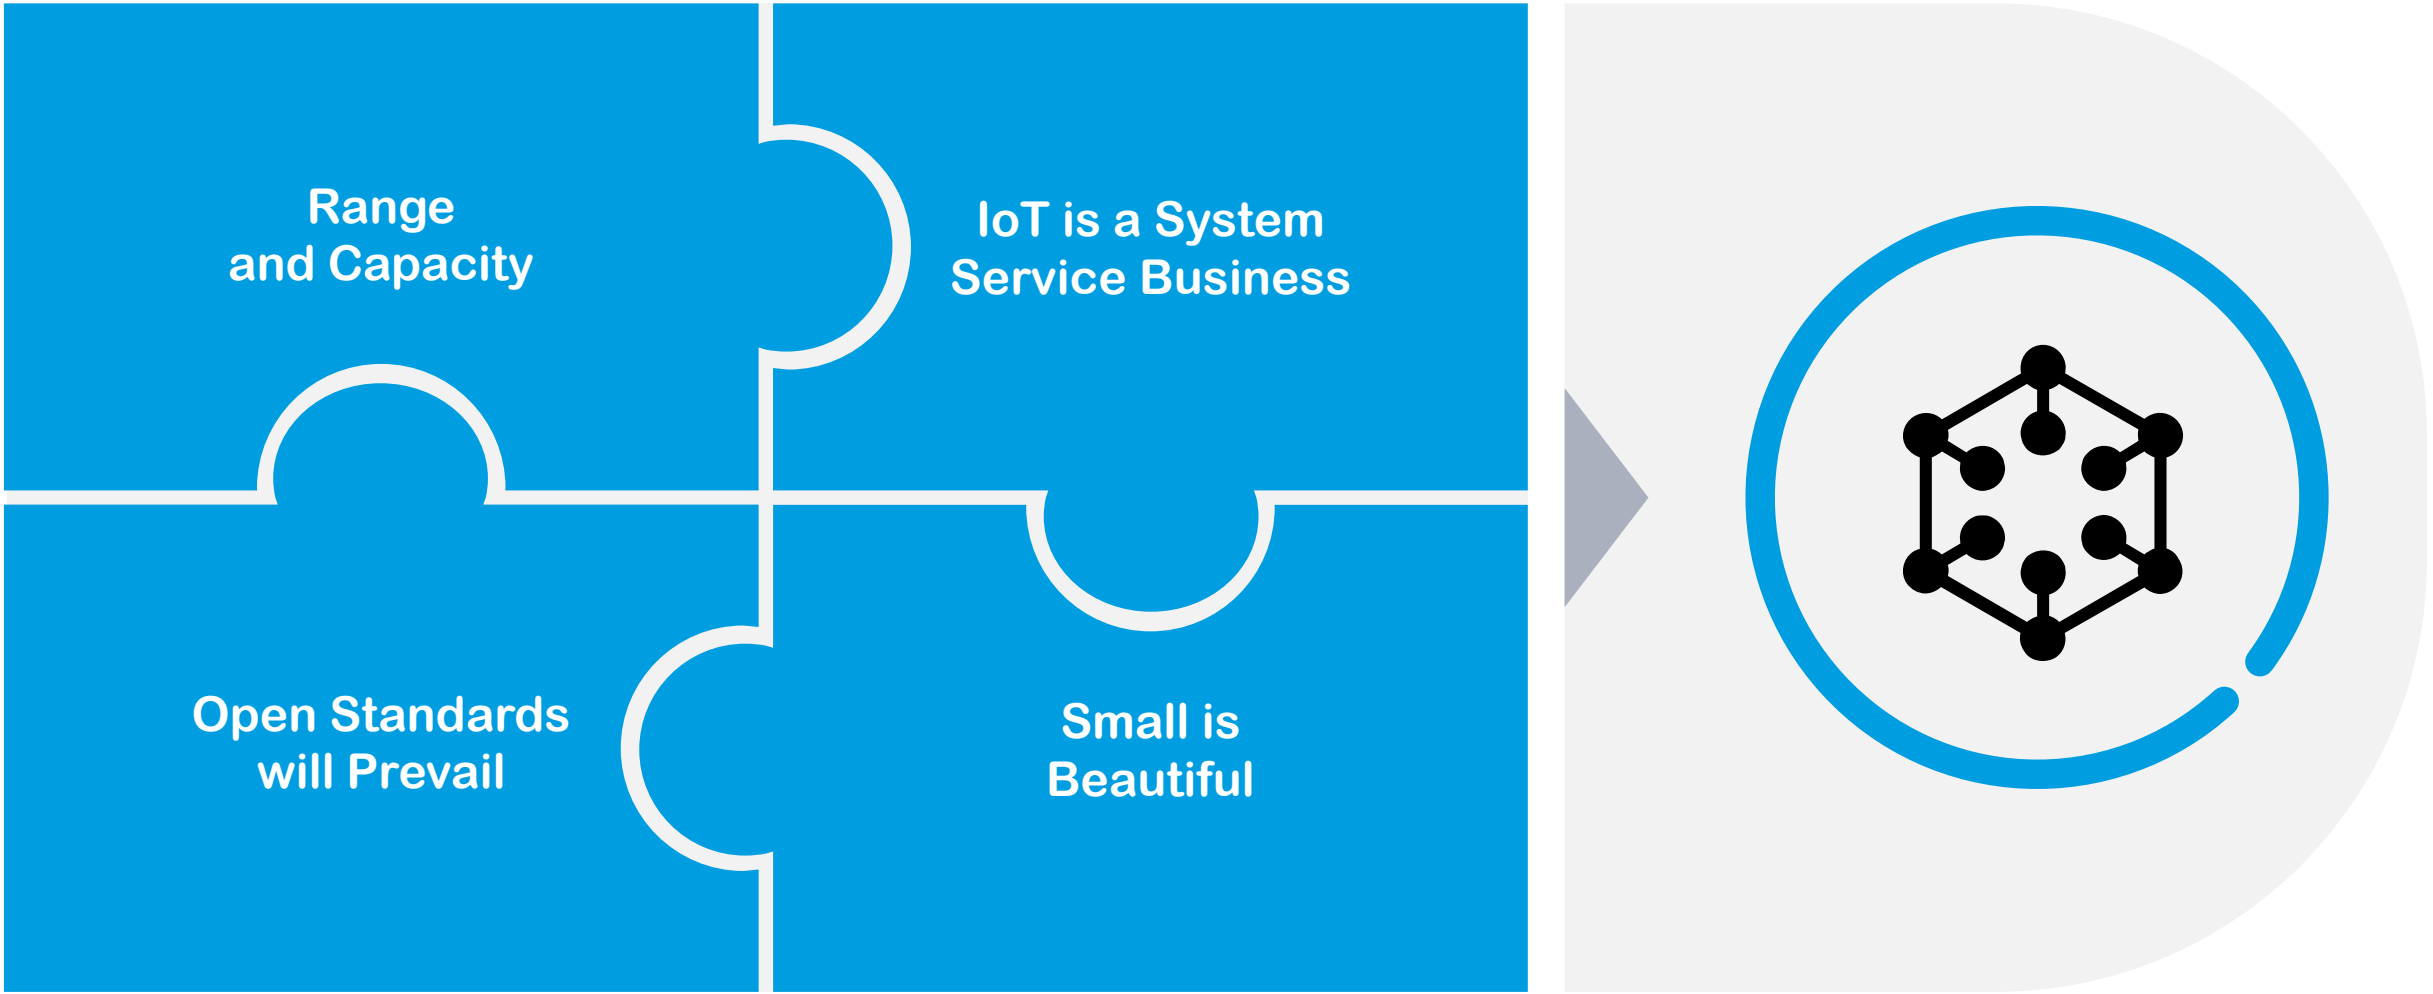 Range
and Capacity
IoT is a System
Service Business
Open Standards
will Prevail
Small is
Beautiful